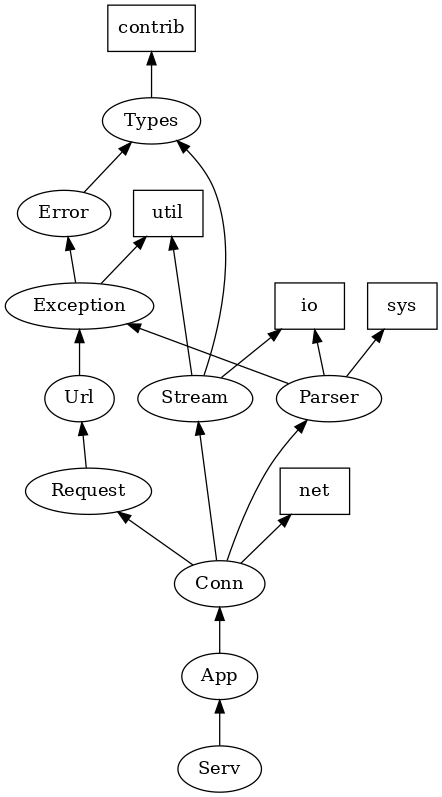 contrib
Types
Error
util
Exception
io
sys
Url
Stream
Parser
Request
net
Conn
App
Serv